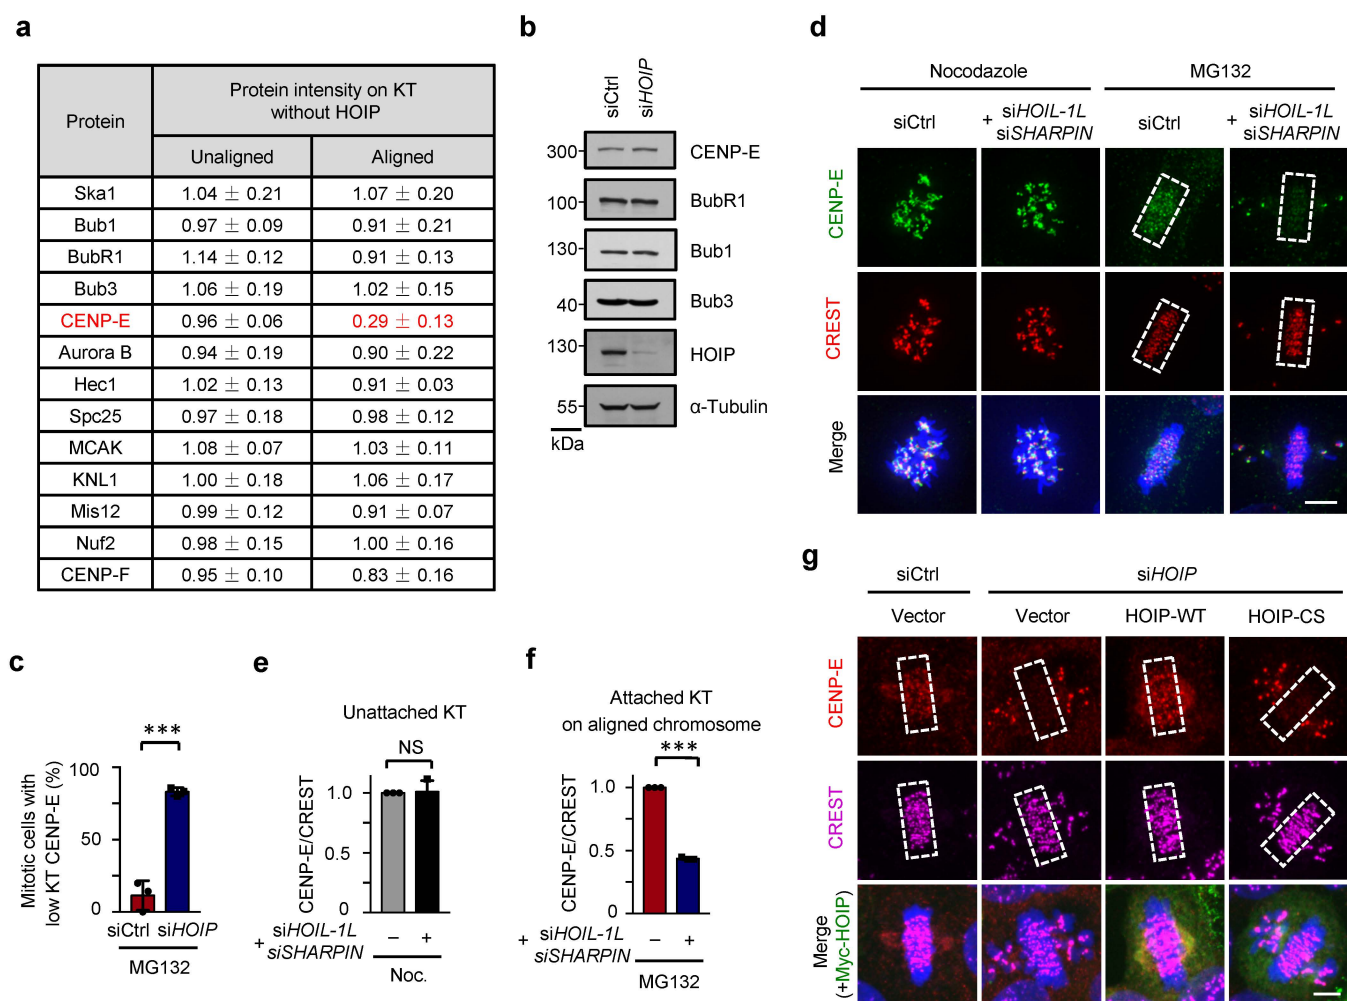 a
Protein
Protein intensity on KT
without HOIP
Unaligned Aligned
Ska1 1.04 ± 0.21 1.07 ± 0.20
Bub1 0.97 ± 0.09 0.91 ± 0.21
BubR1 1.14 ± 0.12 0.91 ± 0.13
Bub3 1.06 ± 0.19 1.02 ± 0.15
CENP-E 0.96 ± 0.06 0.29 ± 0.13
Aurora B 0.94 ± 0.19 0.90 ± 0.22
Hec1 1.02 ± 0.13 0.91 ± 0.03
Spc25 0.97 ± 0.18 0.98 ± 0.12
MCAK 1.08 ± 0.07 1.03 ± 0.11
KNL1 1.00 ± 0.18 1.06 ± 0.17
Mis12 0.99 ± 0.12 0.91 ± 0.07
Nuf2 0.98 ± 0.15 1.00 ± 0.16
CENP-F 0.95 ± 0.10 0.83 ± 0.16
b
siCtrl siHOIP
300 CENP-E
100 BubR1
130 Bub1
40 Bub3
130 HOIP
55 α-Tubulin
kDa
c
Mitotic cells with
low KT CENP-E (%)
100
50
0
***
siCtrl siHOIP
MG132
d
Nocodazole MG132
siCtrl + siHOIL-1L siSHARPIN siCtrl + siHOIL-1L siSHARPIN
CENP-E
CREST
Merge
e
Unattached KT
NS
CENP-E/CREST
1.0
0.5
0
+ siHOIL-1L siSHARPIN − +
Noc.
f
Attached KT
on aligned chromosome
***
CENP-E/CREST
1.0
0.5
0
+ siHOIL-1L siSHARPIN − +
MG132
g
siCtrl siHOIP
Vector Vector HOIP-WT HOIP-CS
CENP-E
CREST
Merge
(+Myc-HOIP)